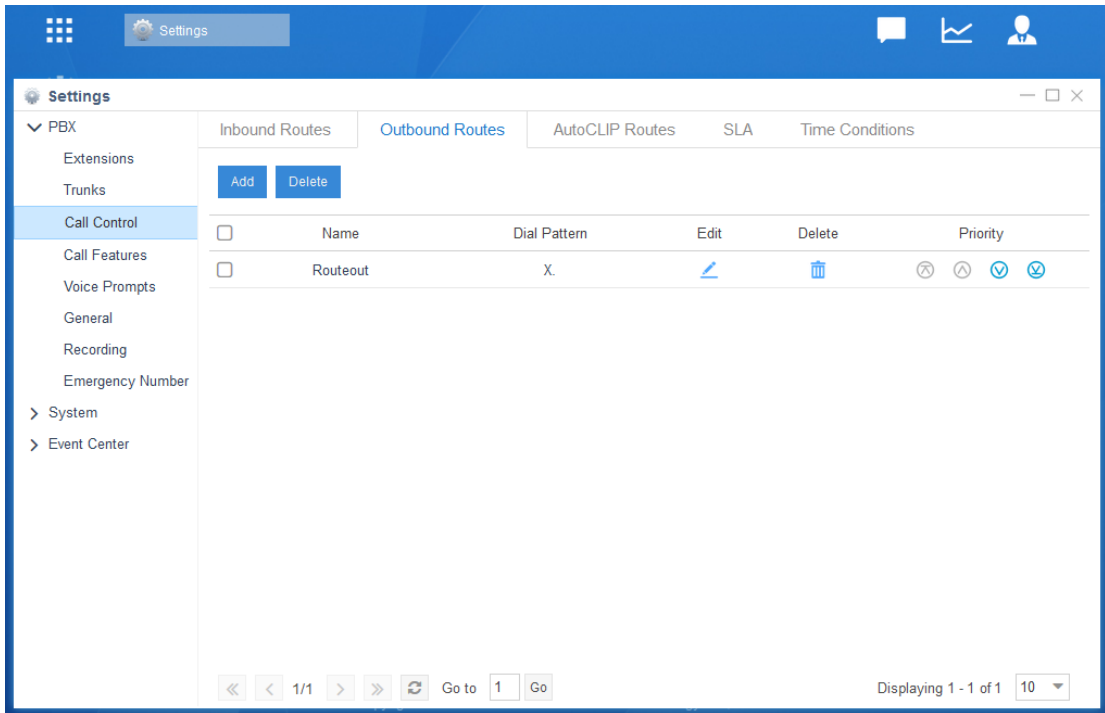 Settings
Settings
PBX
Extensions
Trunks
Call Control
Call Features
Voice Prompts
General
Recording
Emergency Number
System
Event Center
Inbound Routes Outbound Routes AutoCLIP Routes SLA Time Conditions
Add Delete
Name Dial Pattern Edit Delete Priority
Routeout X.
1/1 Go to 1 Go Displaying 1 - 1 of 1 10